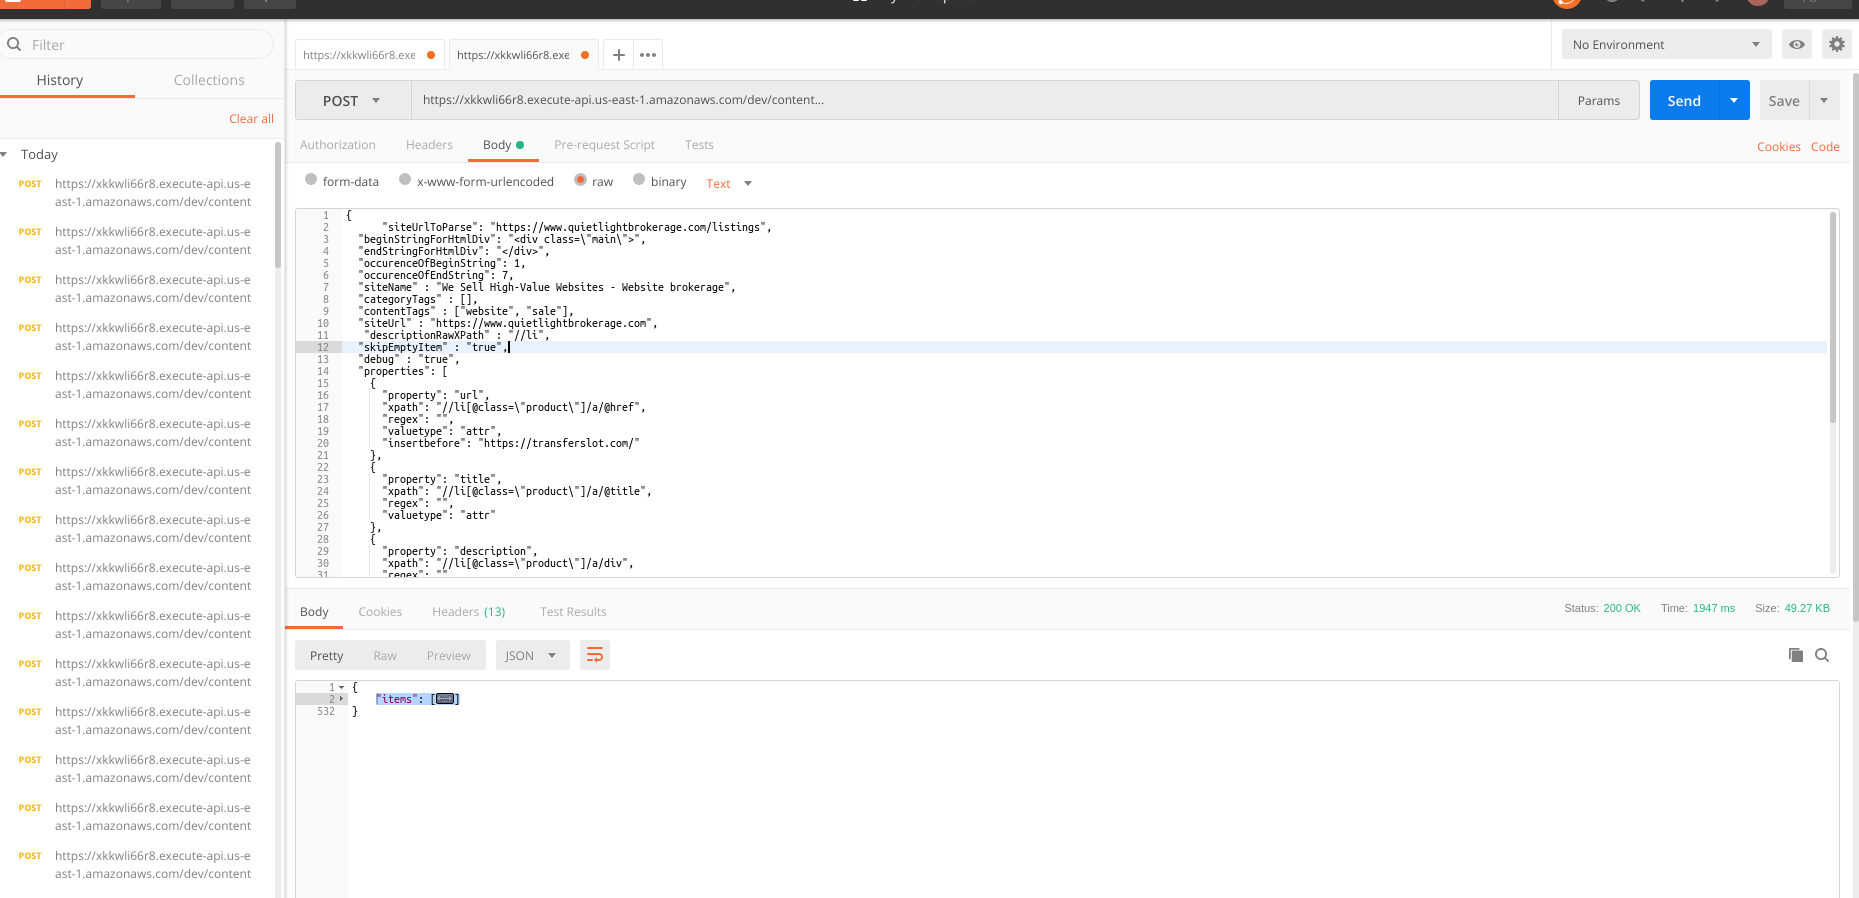 Filter
History
Collections
Clear all
Today
POST https://xkkwli66r8.execute-api.us-e
ast-1.amazonaws.com/dev/content
POST https://xkkwli66r8.execute-api.us-e
ast-1.amazonaws.com/dev/content
POST https://xkkwli66r8.execute-api.us-e
ast-1.amazonaws.com/dev/content
POST https://xkkwli66r8.execute-api.us-e
ast-1.amazonaws.com/dev/content
POST https://xkkwli66r8.execute-api.us-e
ast-1.amazonaws.com/dev/content
POST https://xkkwli66r8.execute-api.us-e
ast-1.amazonaws.com/dev/content
POST https://xkkwli66r8.execute-api.us-e
ast-1.amazonaws.com/dev/content
POST https://xkkwli66r8.execute-api.us-e
ast-1.amazonaws.com/dev/content
POST https://xkkwli66r8.execute-api.us-e
ast-1.amazonaws.com/dev/content
POST https://xkkwli66r8.execute-api.us-e
ast-1.amazonaws.com/dev/content
POST https://xkkwli66r8.execute-api.us-e
ast-1.amazonaws.com/dev/content
POST https://xkkwli66r8.execute-api.us-e
ast-1.amazonaws.com/dev/content
POST https://xkkwli66r8.execute-api.us-e
ast-1.amazonaws.com/dev/content
POST https://xkkwli66r8.execute-api.us-e
ast-1.amazonaws.com/dev/content
POST https://xkkwli66r8.execute-api.us-e
ast-1.amazonaws.com/dev/content
https://xkkwli66r8.exe https://xkkwli66r8.exe + •••
No Environment
POST https://xkkwli66r8.execute-api.us-east-1.amazonaws.com/dev/content... Params Send Save
Authorization Headers Body Pre-request Script Tests Cookies Code
form-data x-www-form-urlencoded raw binary Text
1 {
2 "siteUrlToParse": "https://www.quietlightbrokerage.com/listings",
3 "beginStringForHtmlDiv": "<div class=\"main\">",
4 "endStringForHtmlDiv": "</div>",
5 "occurenceOfBeginString": 1,
6 "occurenceOfEndString": 7,
7 "siteName" : "We Sell High-Value Websites - Website brokerage",
8 "categoryTags" : [],
9 "contentTags" : ["website", "sale"],
10 "siteUrl" : "https://www.quietlightbrokerage.com",
11 "descriptionRawXPath" : "//li",
12 "skipEmptyItem" : "true",
13 "debug" : "true",
14 "properties": [
15 {
16 "property": "url",
17 "xpath": "//li[@class=\"product\"]/a/@href",
18 "regex": "",
19 "valuetype": "attr",
20 "insertbefore": "https://transferslot.com/"
21 },
22 {
23 "property": "title",
24 "xpath": "//li[@class=\"product\"]/a/@title",
25 "regex": "",
26 "valuetype": "attr"
27 },
28 {
29 "property": "description",
30 "xpath": "//li[@class=\"product\"]/a/div",
31 "regex": ""
Body Cookies Headers (13) Test Results Status: 200 OK Time: 1947 ms Size: 49.27 KB
Pretty Raw Preview JSON
1 {
2 "items": []
532 }